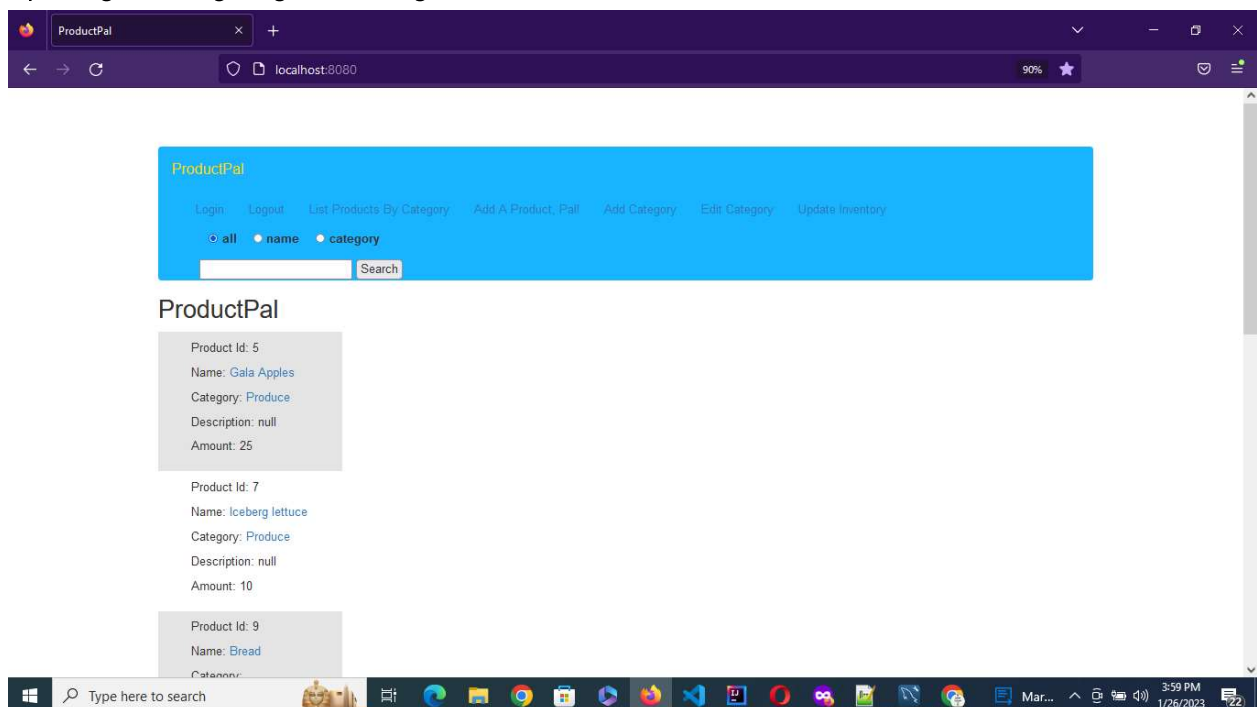 ProductPal
localhost:8080
90%
ProductPal
Login Logout List Products By Category Add A Product, Pal! Add Category Edit Category Update Inventory
all name category
Search
ProductPal
Product Id: 5
Name: Gala Apples
Category: Produce
Description: null
Amount: 25
Product Id: 7
Name: Iceberg lettuce
Category: Produce
Description: null
Amount: 10
Product Id: 9
Name: Bread
Category:
Type here to search
Mar...
3:59 PM
1/26/2023
22